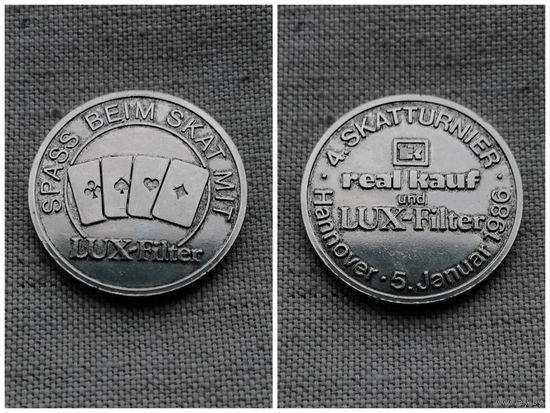 SPASS BEIM SKAT MIT
LUX-Filter
· 4. SKATTURNIER ·
real kauf
und
LUX-Filter
Hannover · 5. Januar 1986